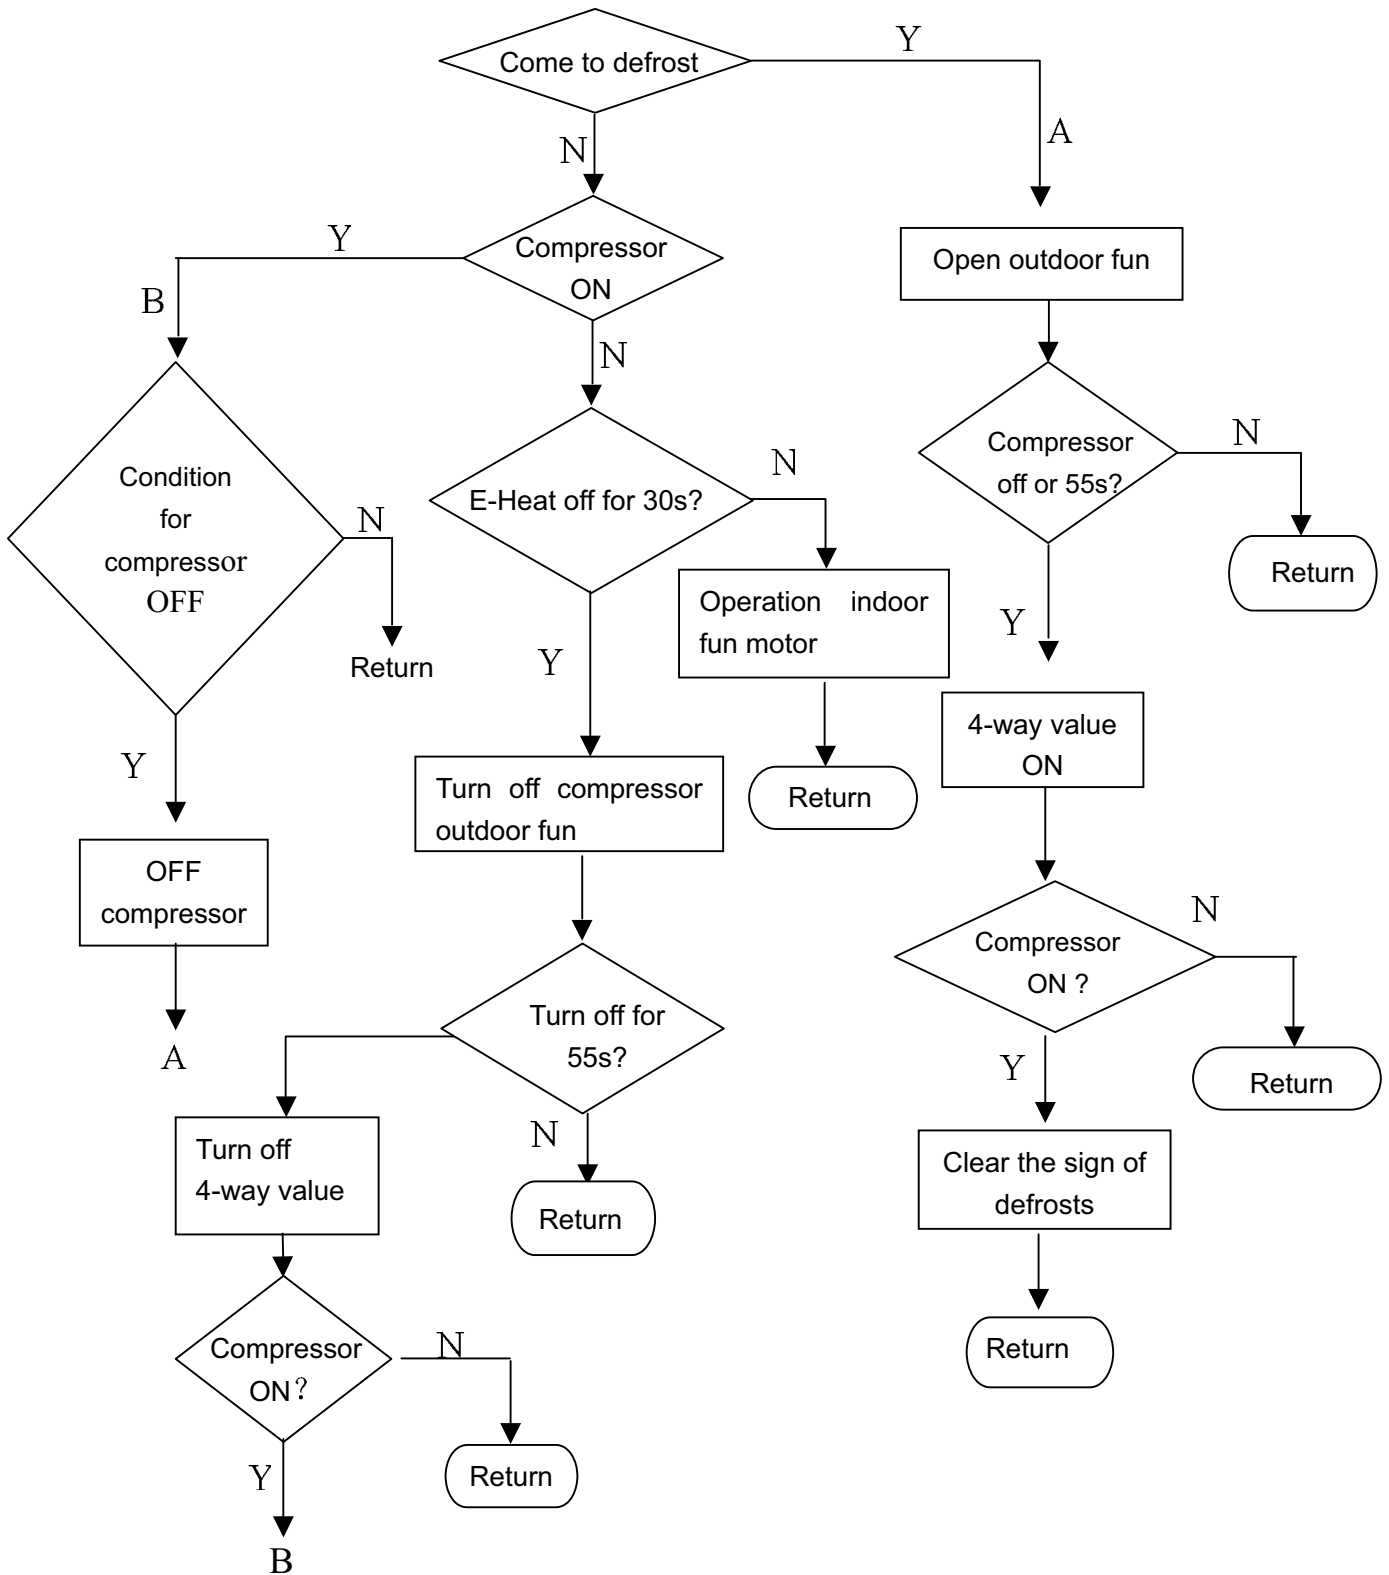 Come to defrost
Y
A
N
Compressor
ON
Y
B
N
Open outdoor fun
Compressor
off or 55s?
N
Return
Y
Condition
for
compressor
OFF
N
Return
E-Heat off for 30s?
N
Operation indoor
fun motor
Return
Y
Y
4-way value
ON
Turn off compressor
outdoor fun
OFF
compressor
A
Compressor
ON ?
N
Return
Y
Turn off for
55s?
N
Return
Turn off
4-way value
Clear the sign of
defrosts
Return
Compressor
ON?
N
Return
Y
B